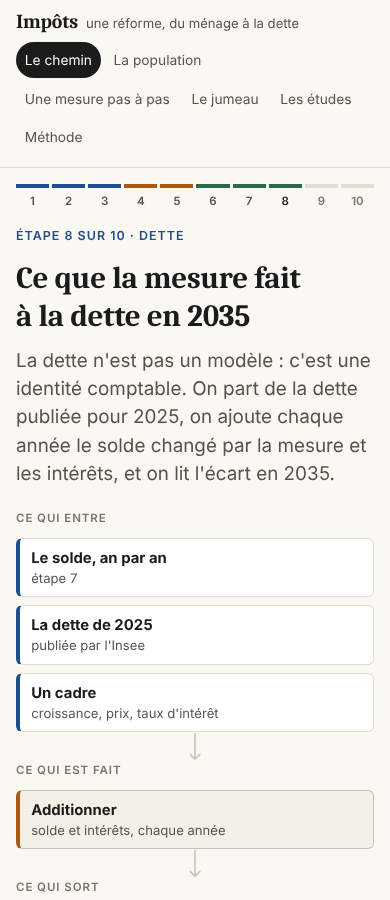 Impôts une réforme, du ménage à la dette
Le chemin La population
Une mesure pas à pas Le jumeau Les études
Méthode
1 2 3 4 5 6 7 8 9 10
ÉTAPE 8 SUR 10 · DETTE
Ce que la mesure fait
à la dette en 2035
La dette n'est pas un modèle : c'est une
identité comptable. On part de la dette
publiée pour 2025, on ajoute chaque
année le solde changé par la mesure et
les intérêts, et on lit l'écart en 2035.
CE QUI ENTRE
Le solde, an par an
étape 7
La dette de 2025
publiée par l'Insee
Un cadre
croissance, prix, taux d'intérêt
CE QUI EST FAIT
Additionner
solde et intérêts, chaque année
CE QUI SORT